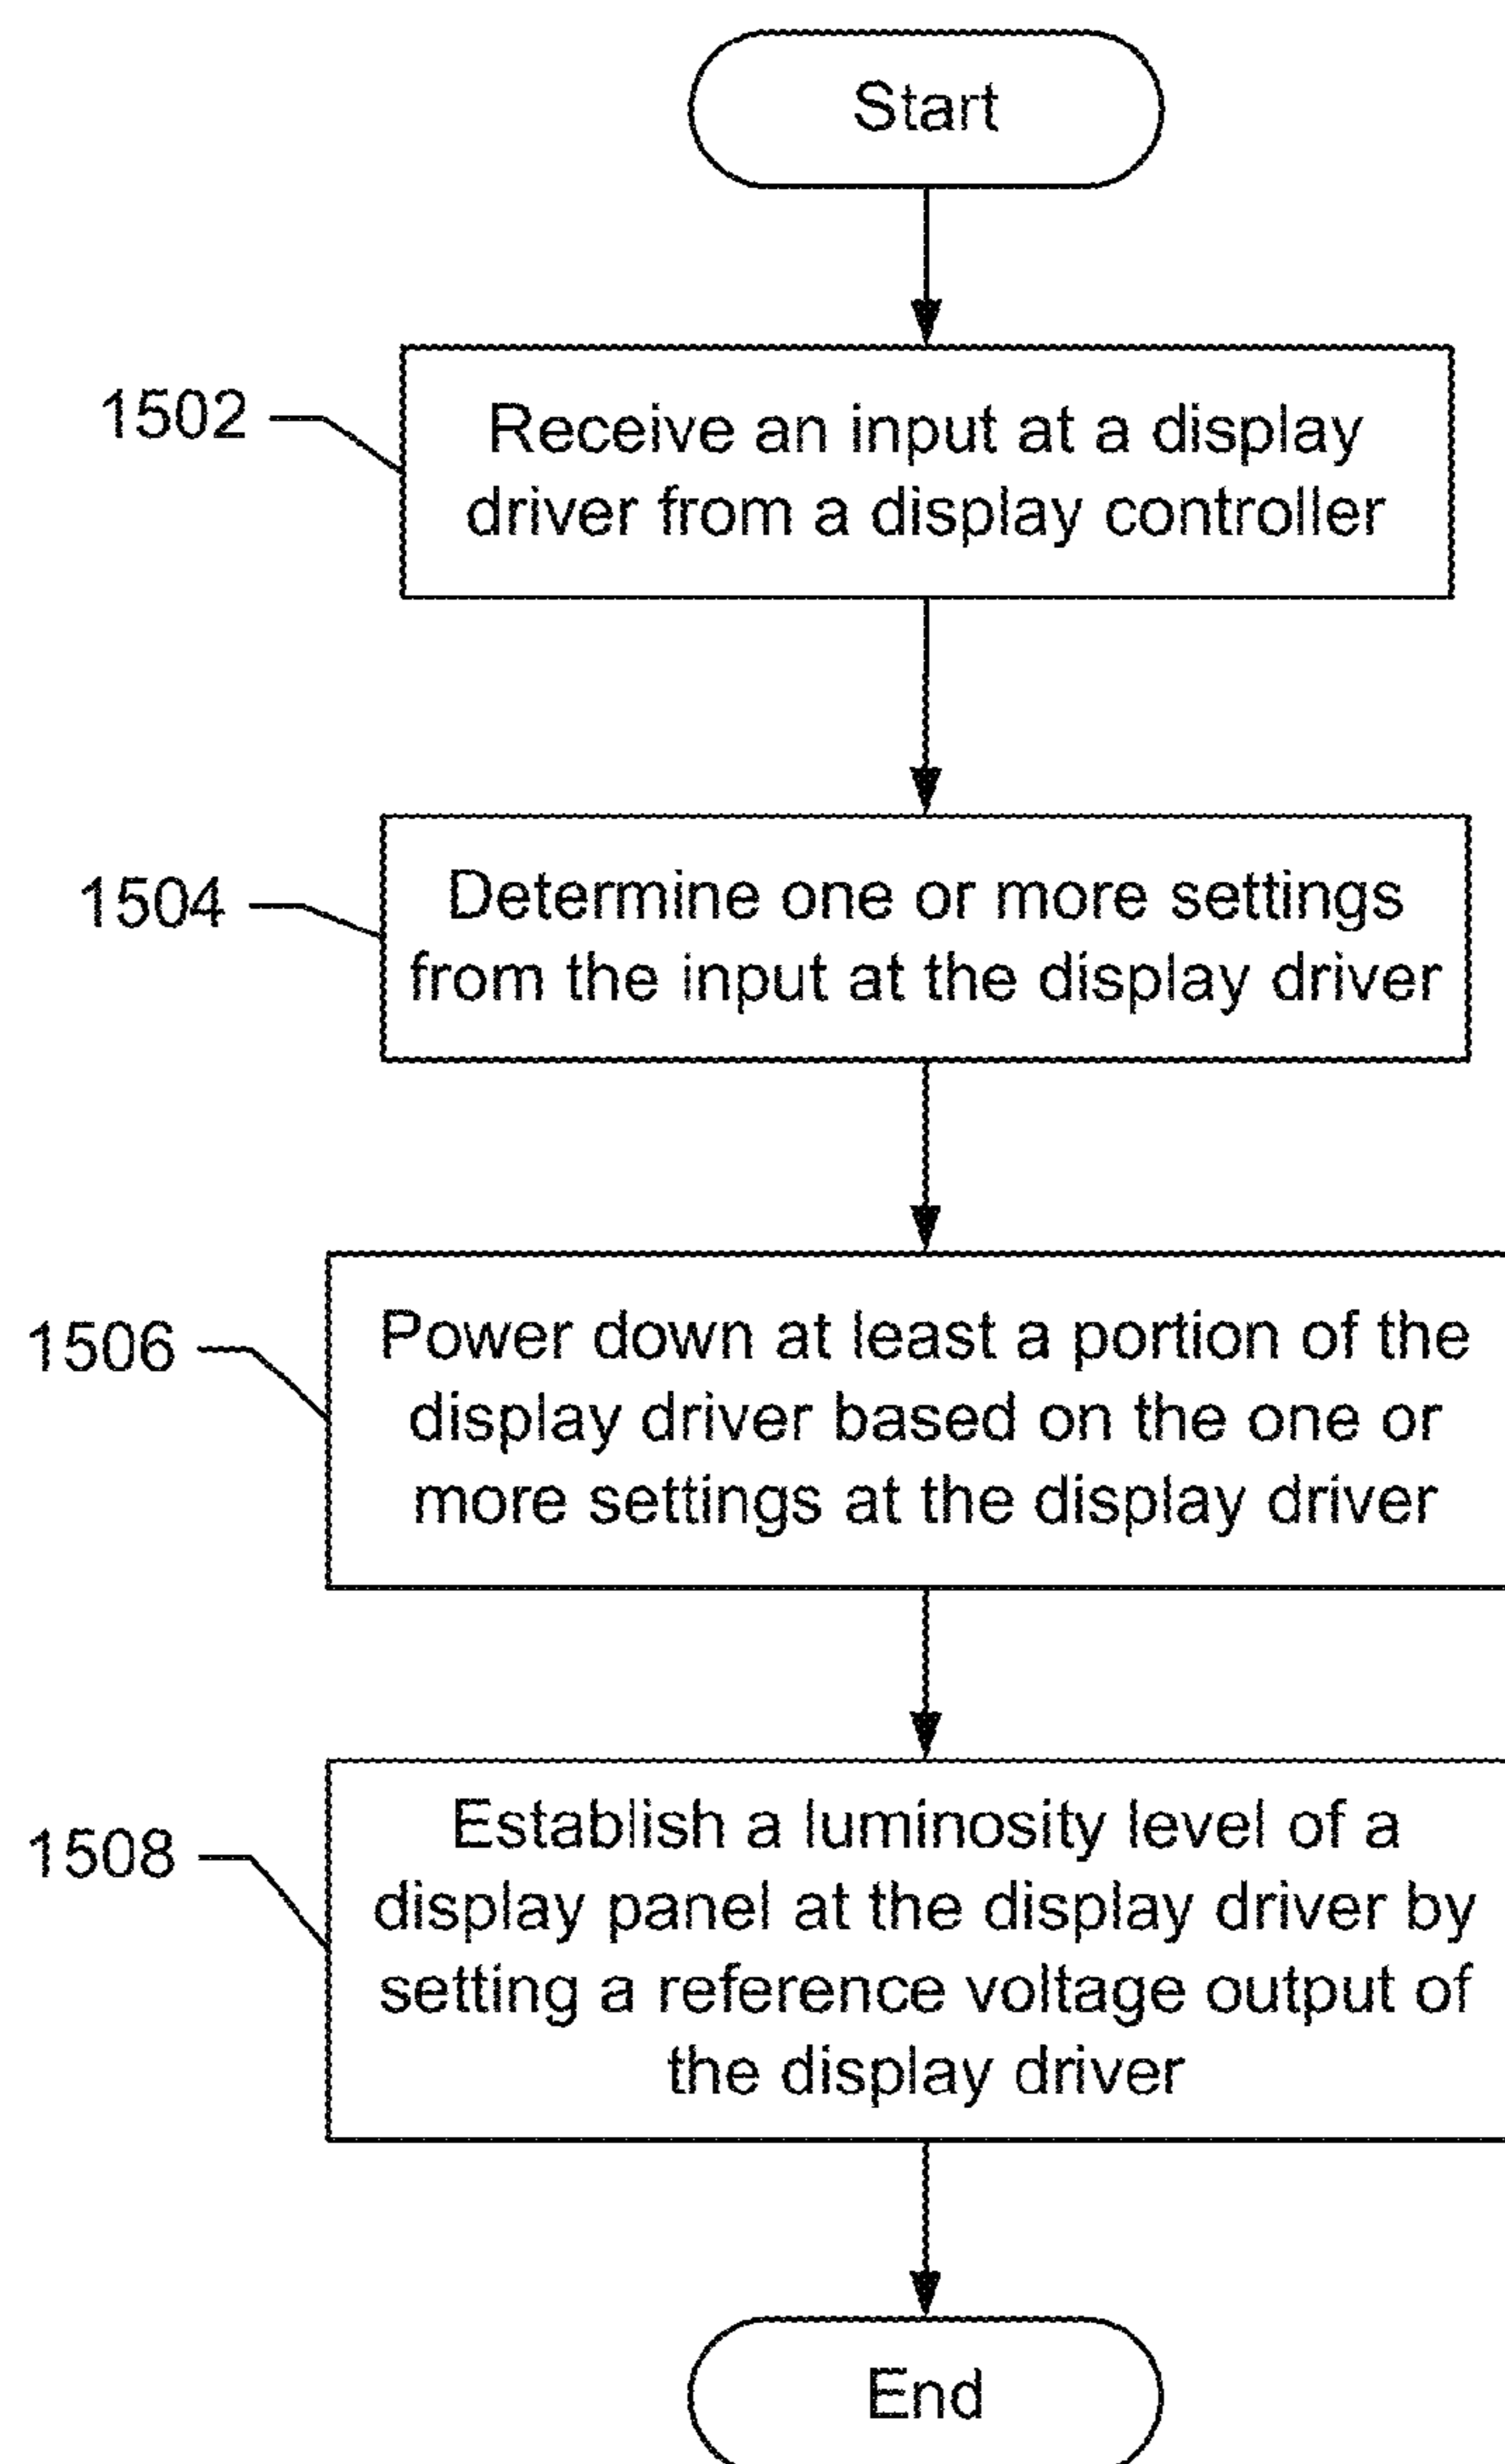 Start
1502
Receive an input at a display
driver from a display controller
1504
Determine one or more settings
from the input at the display driver
1506
Power down at least a portion of the
display driver based on the one or
more settings at the display driver
1508
Establish a luminosity level of a
display panel at the display driver by
setting a reference voltage output of
the display driver
End